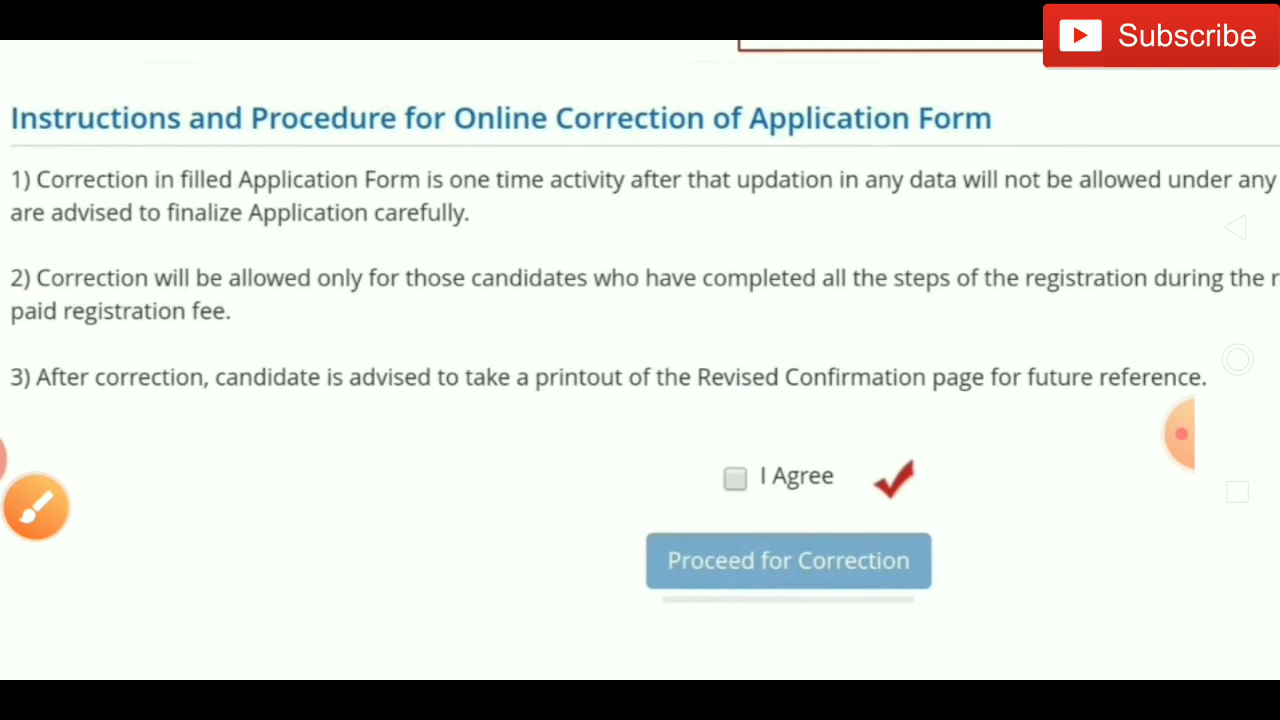 Subscribe
Instructions and Procedure for Online Correction of Application Form
1) Correction in filled Application Form is one time activity after that updation in any data will not be allowed under any
are advised to finalize Application carefully.
2) Correction will be allowed only for those candidates who have completed all the steps of the registration during the
paid registration fee.
3) After correction, candidate is advised to take a printout of the Revised Confirmation page for future reference.
I Agree
Proceed for Correction